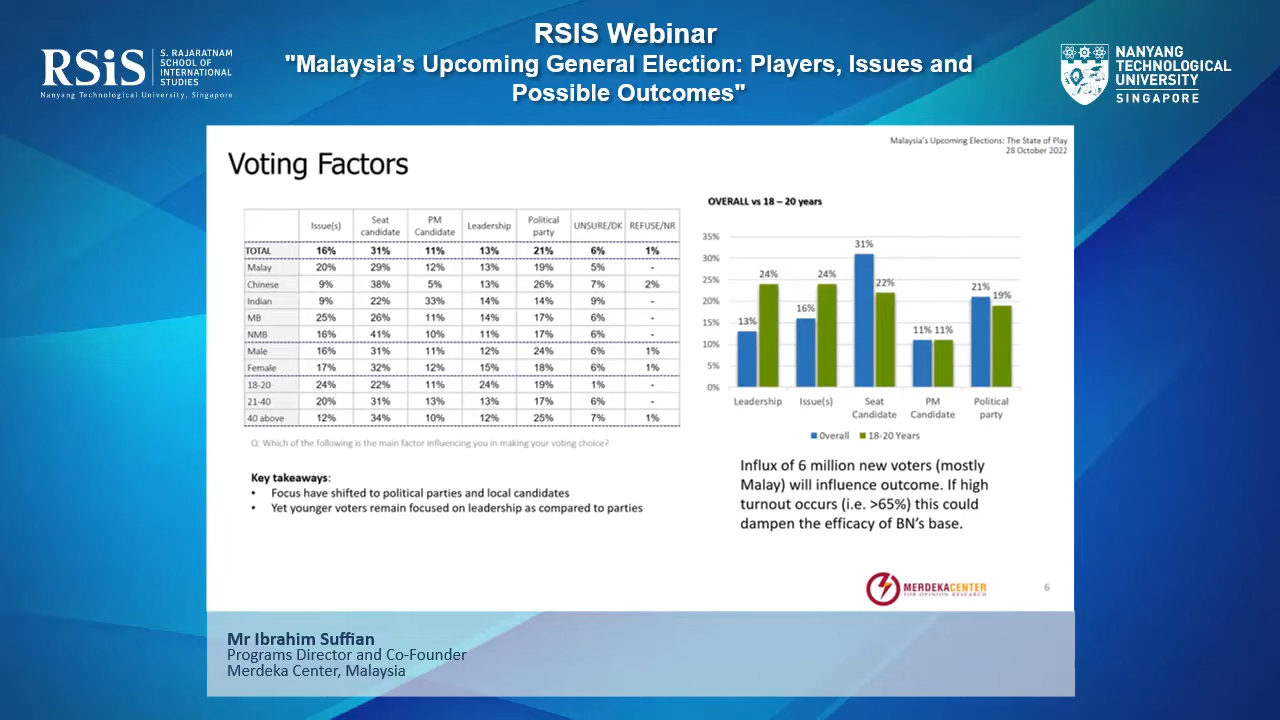 RSIS Webinar
"Malaysia’s Upcoming General Election: Players, Issues and
Possible Outcomes"
RSiS
S. RAJARATNAM
SCHOOL OF
INTERNATIONAL
STUDIES
Nanyang Technological University, Singapore
NANYANG
TECHNOLOGICAL
UNIVERSITY
SINGAPORE
Malaysia’s Upcoming Elections: The State of Play
28 October 2022
Voting Factors
Issue(s) Seat candidate PM Candidate Leadership Political party UNSURE/DK REFUSE/NR
TOTAL 16% 31% 11% 13% 21% 6% 1%
Malay 20% 29% 12% 13% 19% 5% -
Chinese 9% 38% 5% 13% 26% 7% 2%
Indian 9% 22% 33% 14% 14% 9% -
MB 25% 26% 11% 14% 17% 6% -
NMB 16% 41% 10% 11% 17% 6% -
Male 16% 31% 11% 12% 24% 6% 1%
Female 17% 32% 12% 15% 18% 6% 1%
18-20 24% 22% 11% 24% 19% 1% -
21-40 20% 31% 13% 13% 17% 6% -
40 above 12% 34% 10% 12% 25% 7% 1%
Q: Which of the following is the main factor influencing you in making your voting choice?
Key takeaways:
• Focus have shifted to political parties and local candidates
• Yet younger voters remain focused on leadership as compared to parties
OVERALL vs 18 – 20 years
35%
30%
25%
20%
15%
10%
5%
0%
13% 24% 16% 24% 31% 22% 11% 11% 21% 19%
Leadership Issue(s) Seat Candidate PM Candidate Political party
Overall 18-20 Years
Influx of 6 million new voters (mostly
Malay) will influence outcome. If high
turnout occurs (i.e. >65%) this could
dampen the efficacy of BN’s base.
MERDEKACENTER
FOR OPINION RESEARCH
6
Mr Ibrahim Suffian
Programs Director and Co-Founder
Merdeka Center, Malaysia